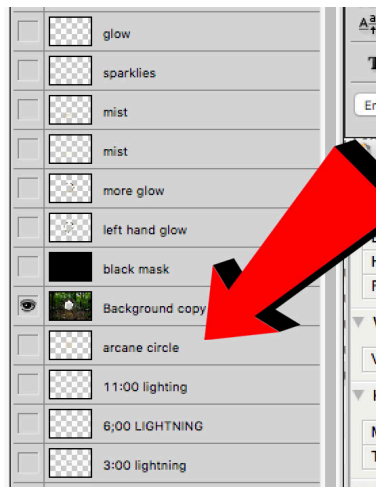 glow
sparklies
mist
mist
more glow
left hand glow
black mask
Background copy
arcane circle
11:00 lighting
6;00 LIGHTNING
3:00 lightning